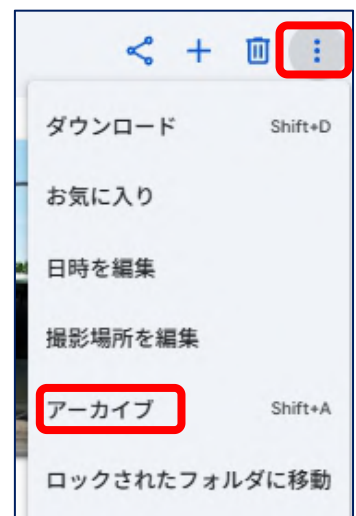 ダウンロード Shift+D
お気に入り
日時を編集
撮影場所を編集
アーカイブ Shift+A
ロックされたフォルダに移動